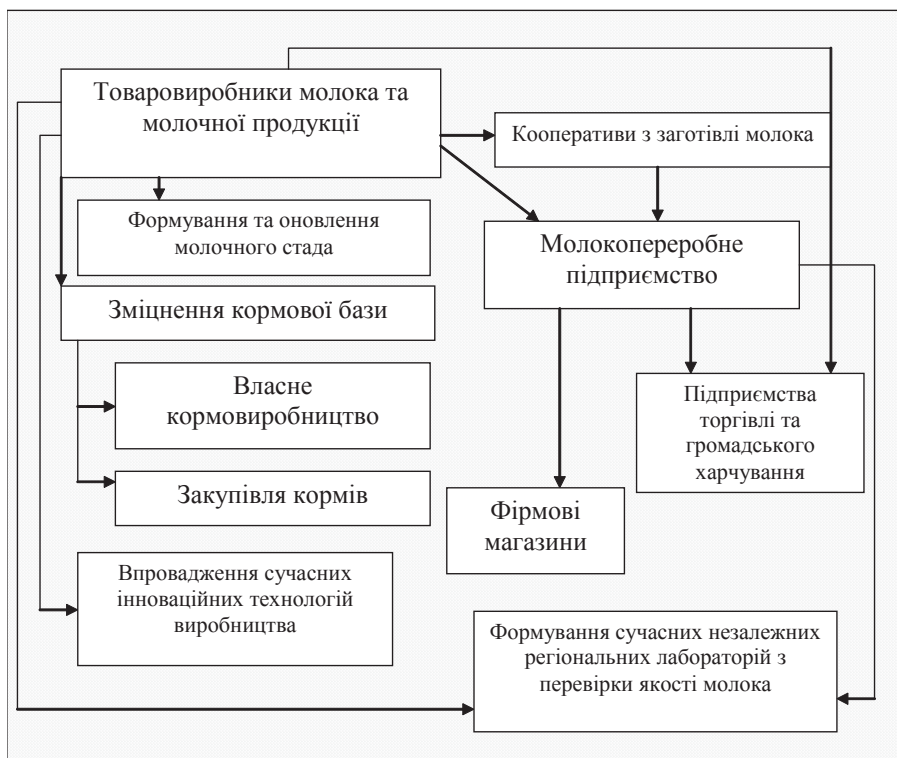 Товаровиробники молока та
молочної продукції
Кооперативи з заготівлі молока
Формування та оновлення
молочного стада
Молокопереробне
підприємство
Зміцнення кормової бази
Власне
кормовиробництво
Підприємства
торгівлі та
громадського
харчування
Закупівля кормів
Фірмові
магазини
Впровадження сучасних
інноваційних технологій
виробництва
Формування сучасних незалежних
регіональних лабораторій з
перевірки якості молока